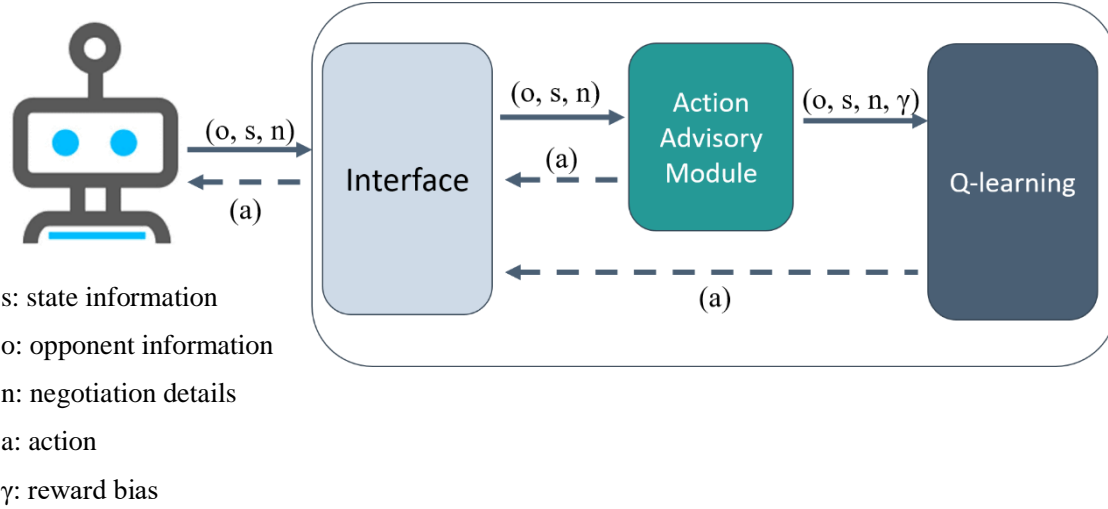 (o, s, n)
(a)
Interface
(o, s, n)
(a)
Action
Advisory
Module
(o, s, n, γ)
Q-learning
(a)
s: state information
o: opponent information
n: negotiation details
a: action
γ: reward bias